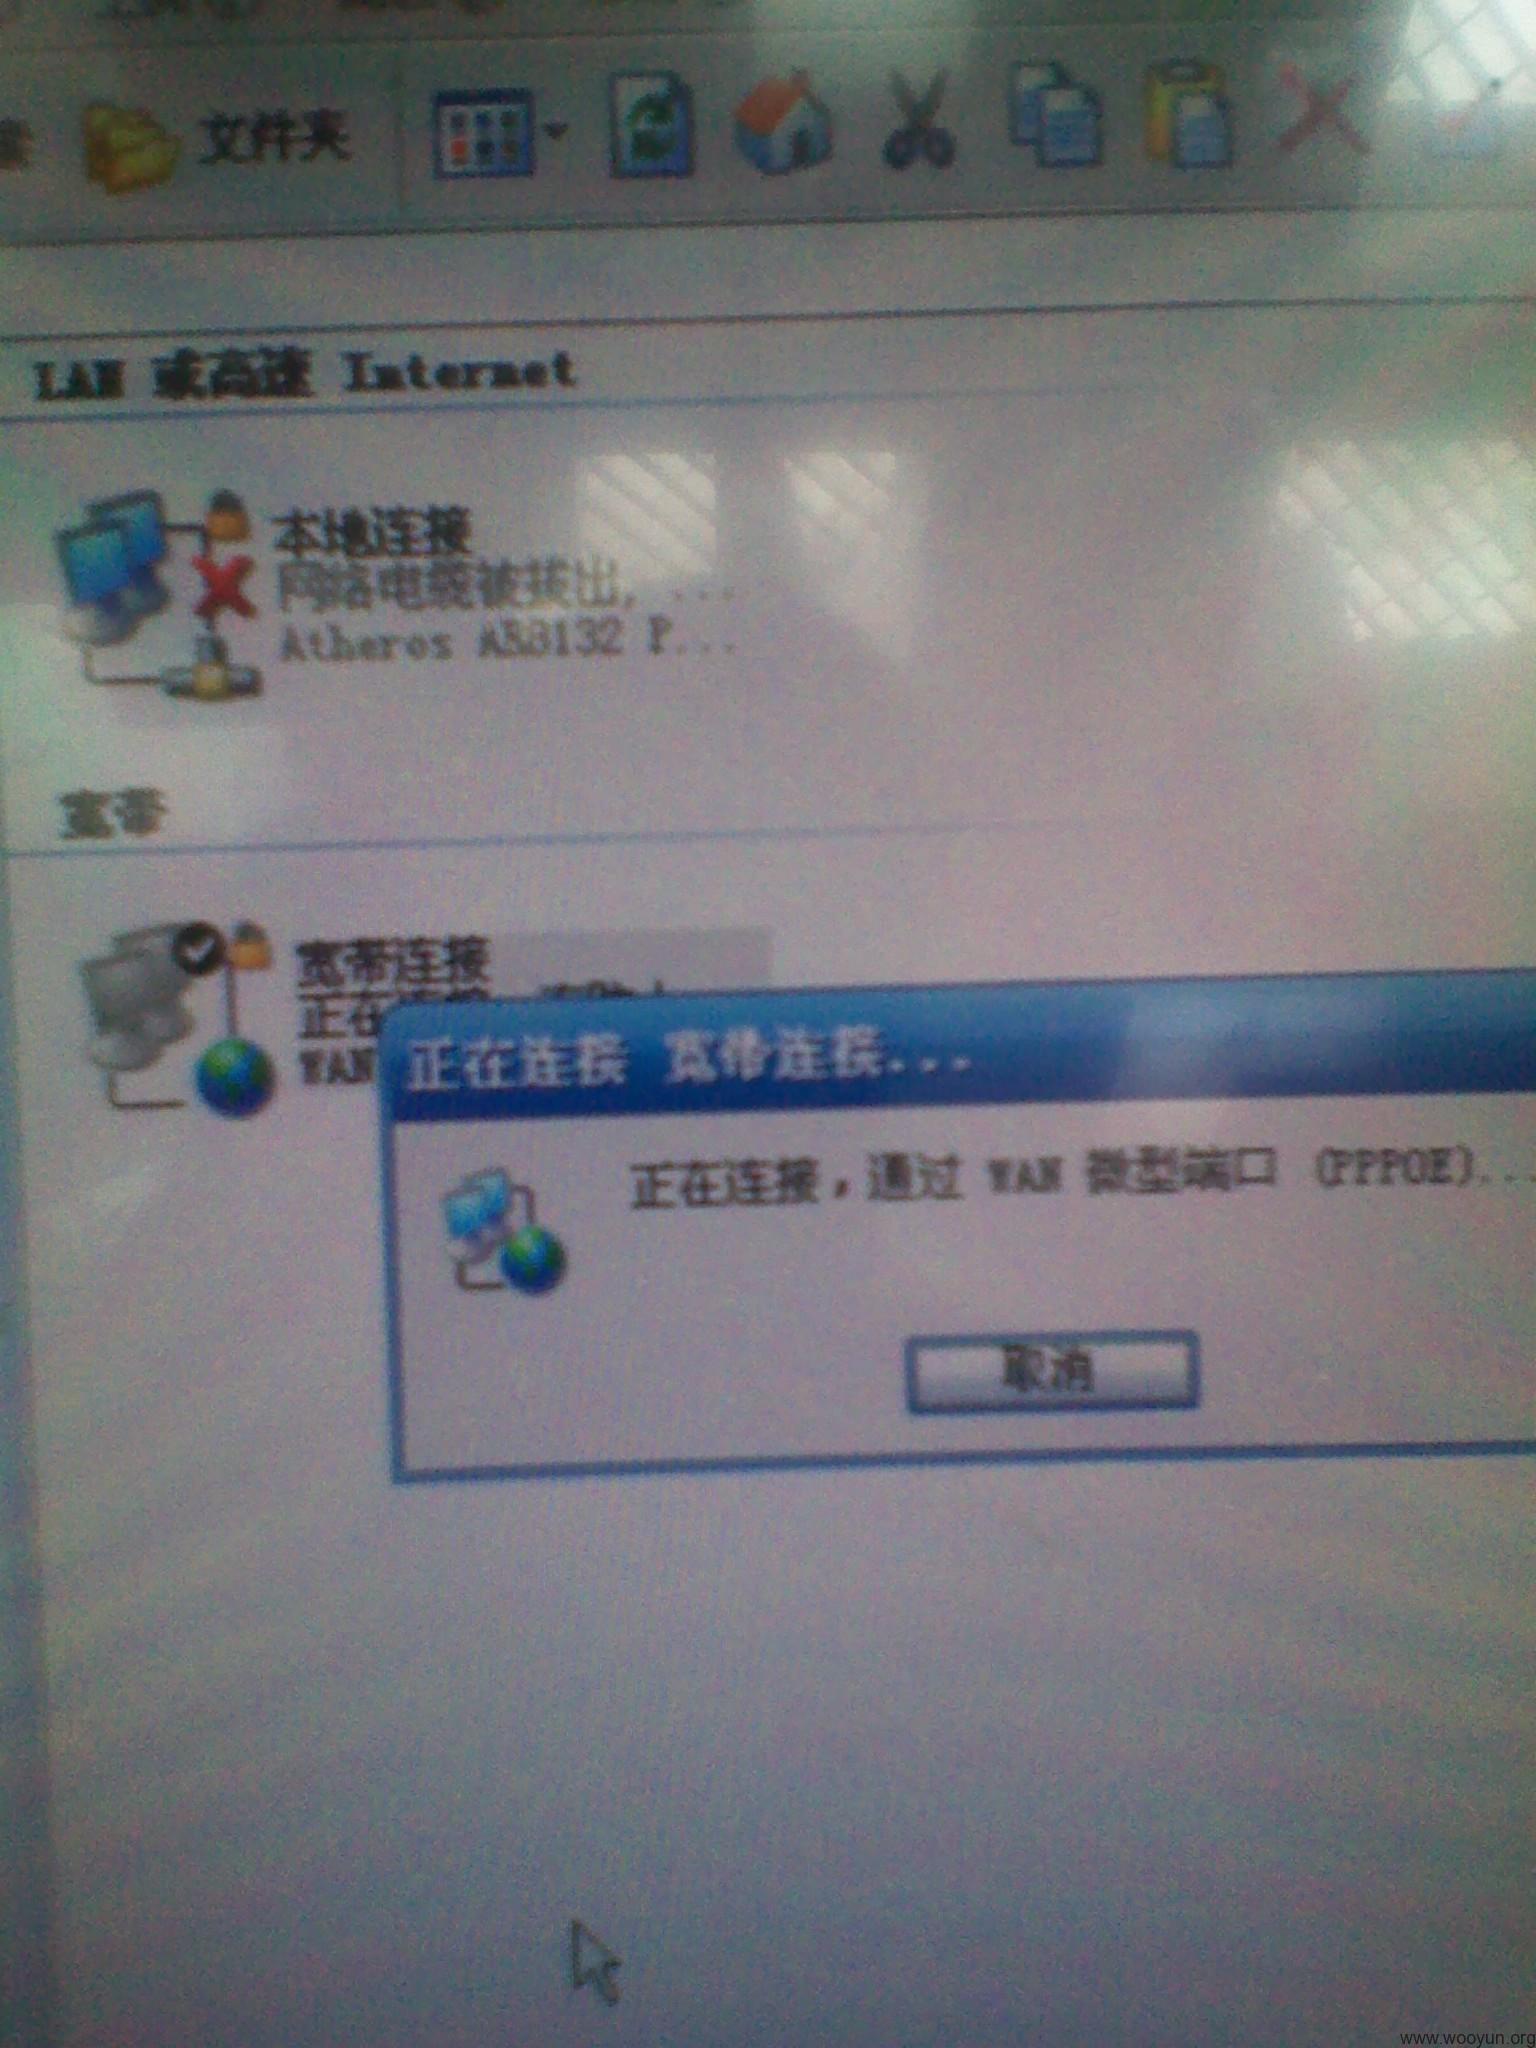 文件夹
LAN 或高速 Internet
本地连接
网络电缆被拔出, ...
Atheros AR8132 P...
宽带
宽带连接
正在连接
WAN
正在连接 宽带连接...
正在连接，通过 WAN 微型端口 (PPPOE)...
取消
www.wooyun.org